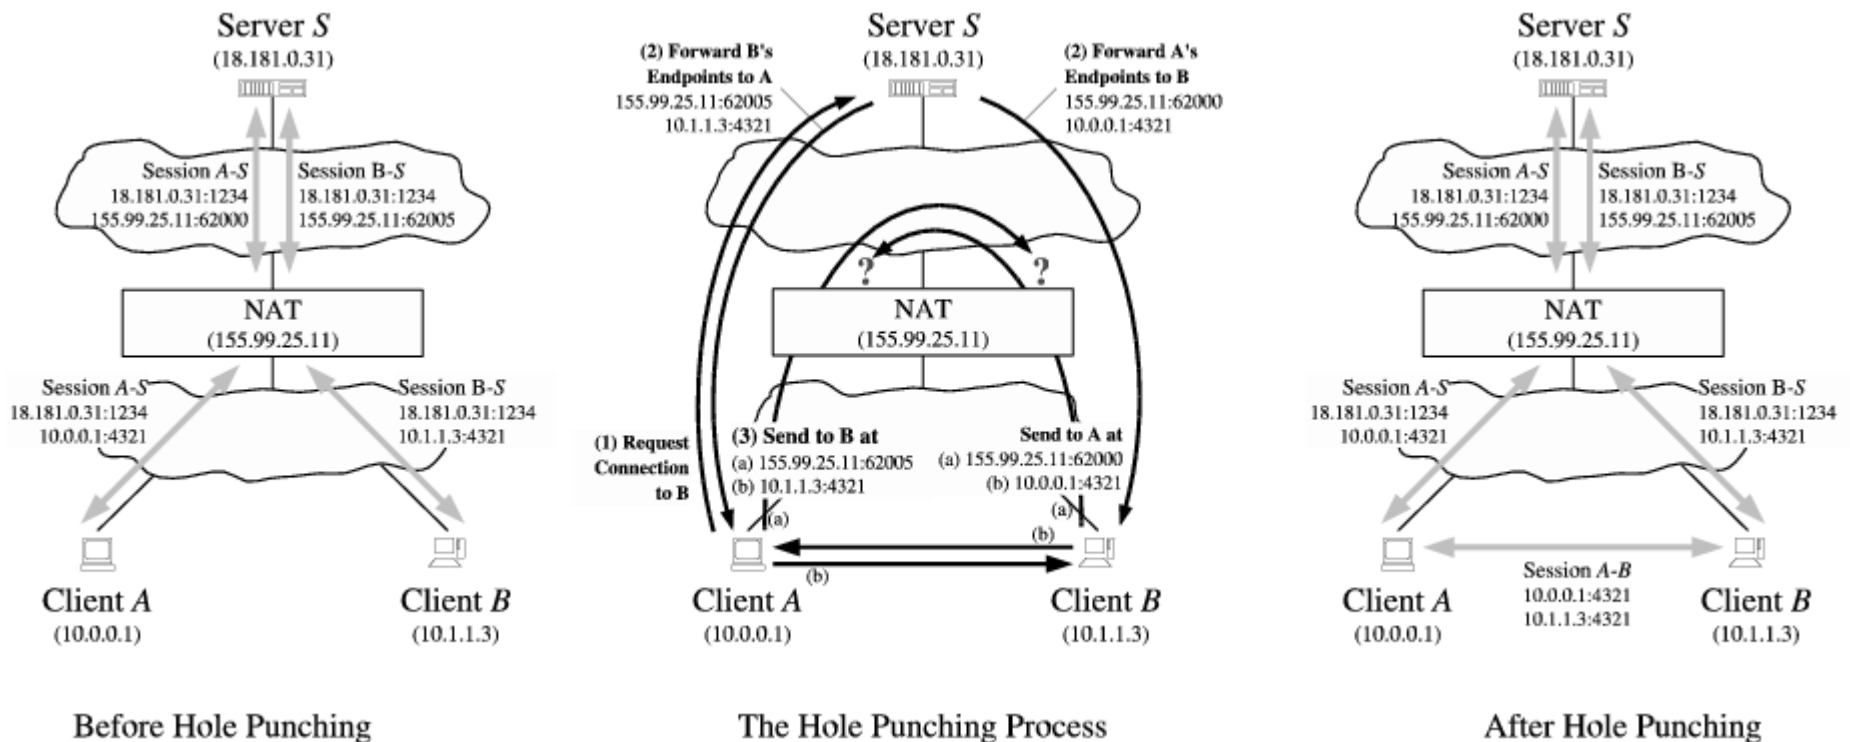 Server S
(18.181.0.31)
Session A-S
18.181.0.31:1234
155.99.25.11:62000
Session B-S
18.181.0.31:1234
155.99.25.11:62005
NAT
(155.99.25.11)
Session A-S
18.181.0.31:1234
10.0.0.1:4321
Session B-S
18.181.0.31:1234
10.1.1.3:4321
Client A
(10.0.0.1)
Client B
(10.1.1.3)
Before Hole Punching
Server S
(18.181.0.31)
(2) Forward B's
Endpoints to A
155.99.25.11:62005
10.1.1.3:4321
(2) Forward A's
Endpoints to B
155.99.25.11:62000
10.0.0.1:4321
?
?
NAT
(155.99.25.11)
(1) Request
Connection
to B
(3) Send to B at
(a) 155.99.25.11:62005
(b) 10.1.1.3:4321
Send to A at
(a) 155.99.25.11:62000
(b) 10.0.0.1:4321
(a)
(a)
(b)
(b)
Client A
(10.0.0.1)
Client B
(10.1.1.3)
The Hole Punching Process
Server S
(18.181.0.31)
Session A-S
18.181.0.31:1234
155.99.25.11:62000
Session B-S
18.181.0.31:1234
155.99.25.11:62005
NAT
(155.99.25.11)
Session A-S
18.181.0.31:1234
10.0.0.1:4321
Session B-S
18.181.0.31:1234
10.1.1.3:4321
Session A-B
10.0.0.1:4321
10.1.1.3:4321
Client A
(10.0.0.1)
Client B
(10.1.1.3)
After Hole Punching